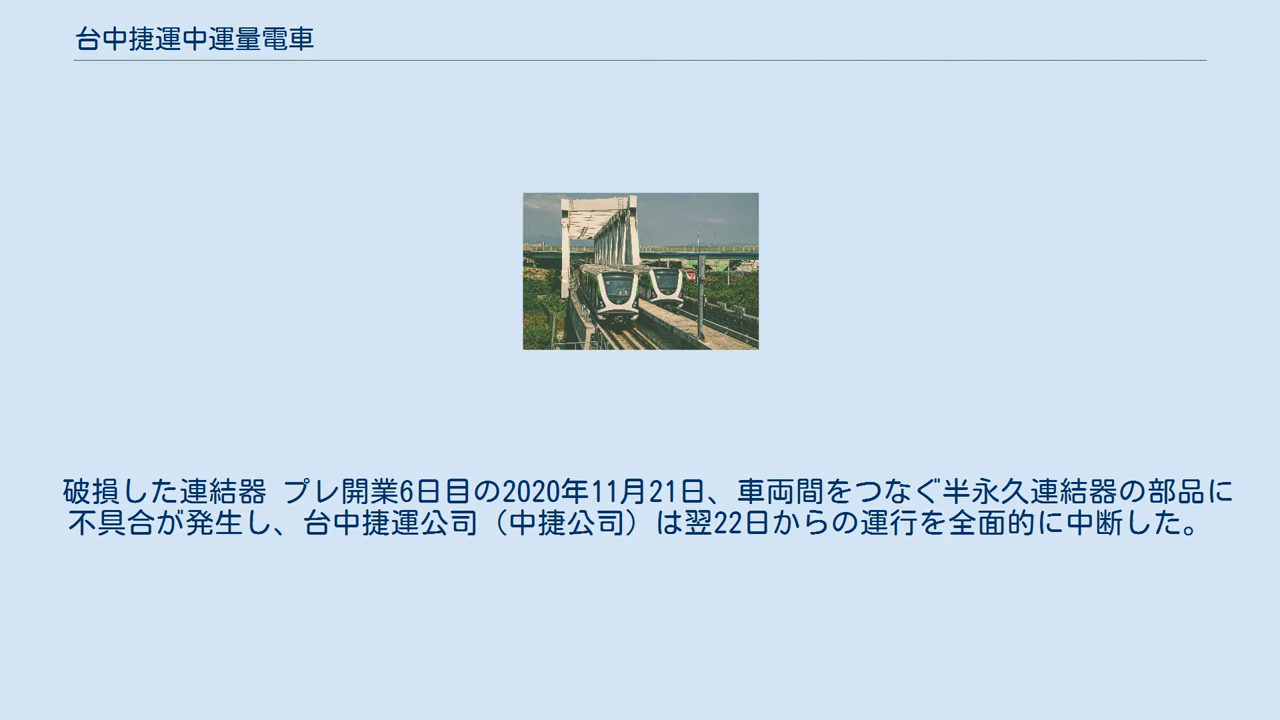 台中捷運中運量電車
破損した連結器 プレ開業6日目の2020年11月21日、車両間をつなぐ半永久連結器の部品に
不具合が発生し、台中捷運公司（中捷公司）は翌22日からの運行を全面的に中断した。